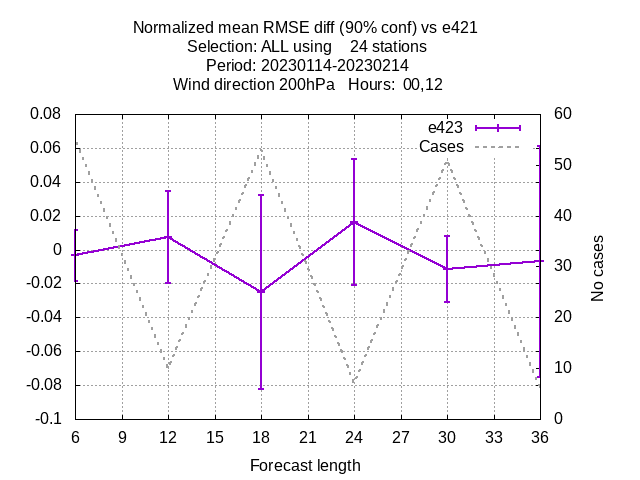 Normalized mean RMSE diff (90% conf) vs e421
Selection: ALL using    24 stations
Period: 20230114-20230214
Wind direction 200hPa   Hours:  00,12
e423
Cases
0.08
0.06
0.04
0.02
0
-0.02
-0.04
-0.06
-0.08
-0.1
60
50
40
30
20
10
0
No cases
6 9 12 15 18 21 24 27 30 33 36
Forecast length